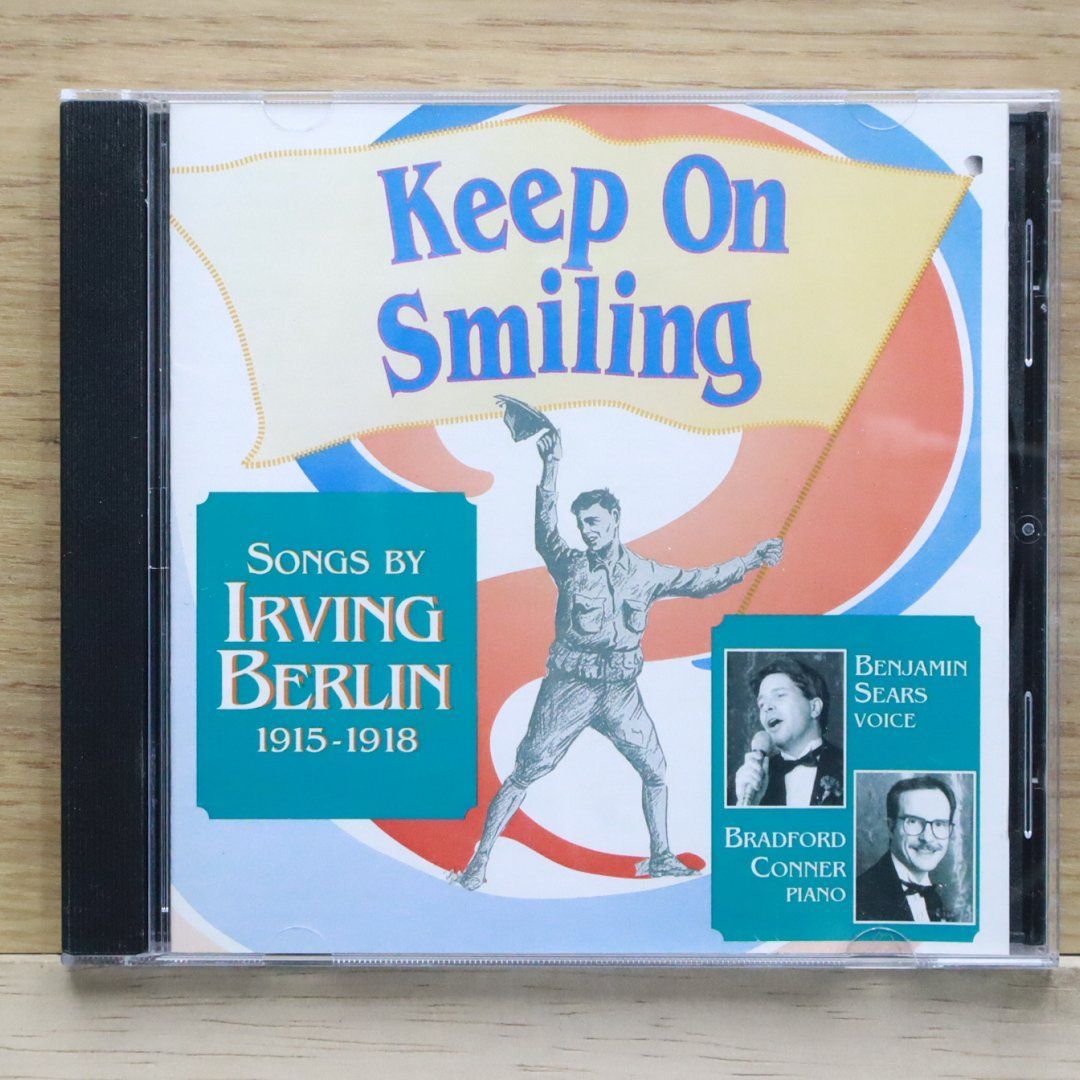 Keep On
Smiling
SONGS BY
IRVING
BERLIN
1915-1918
BENJAMIN
SEARS
VOICE
BRADFORD
CONNER
PIANO